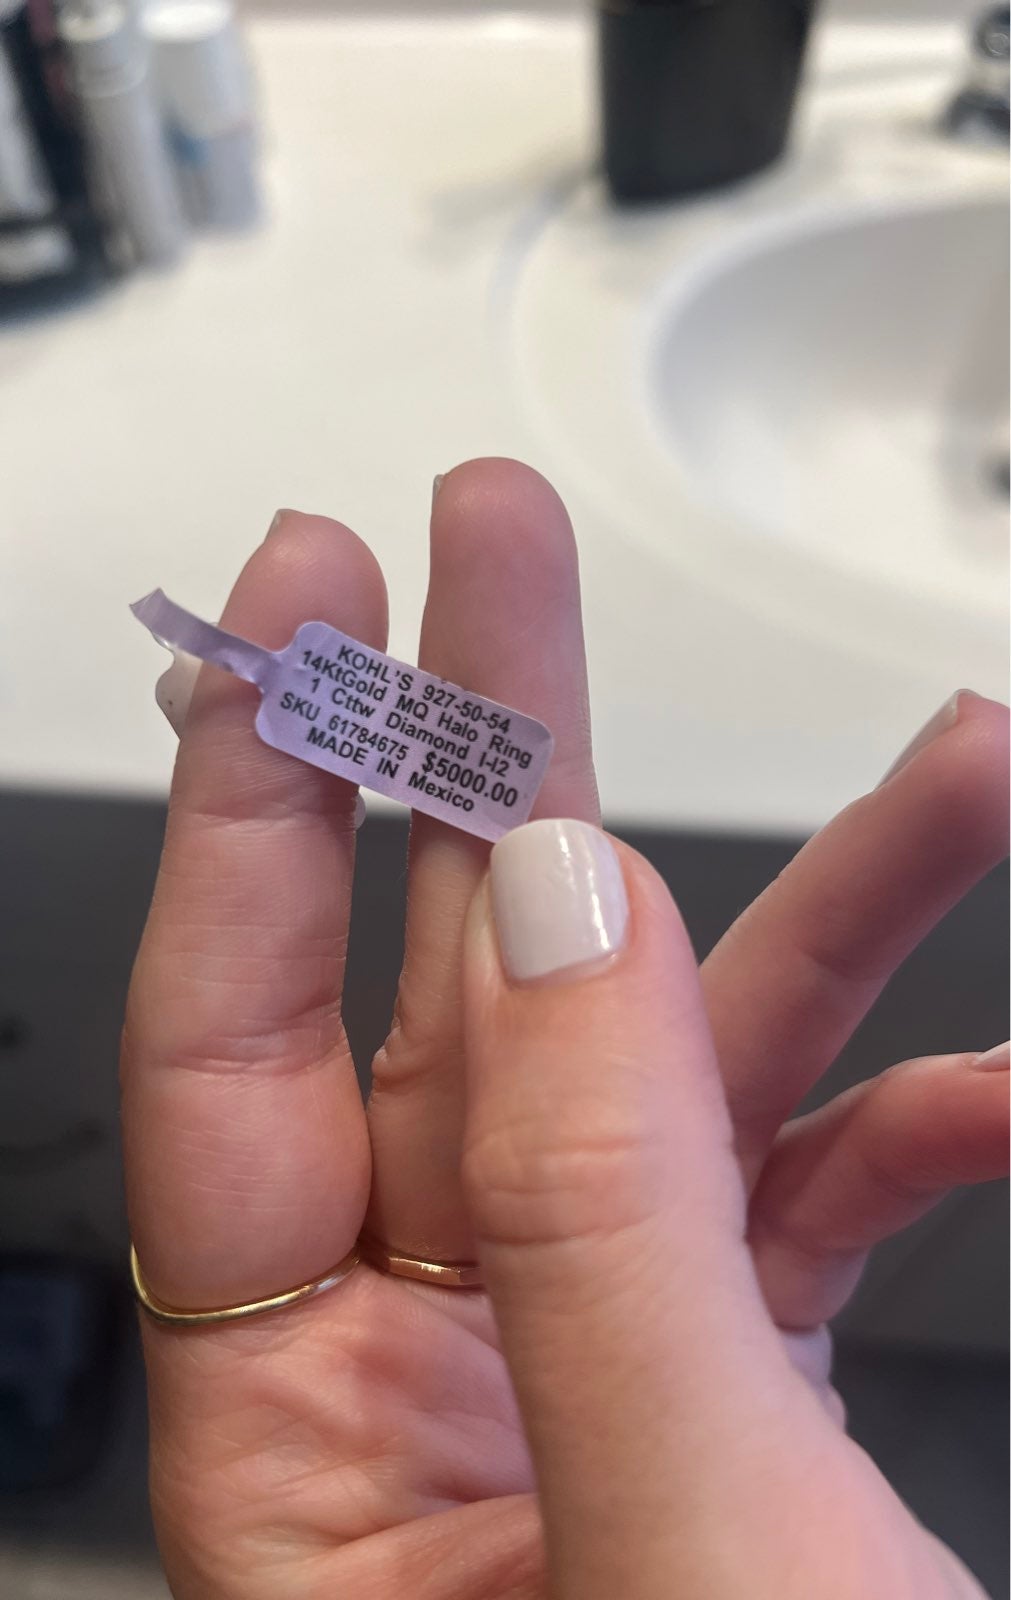 KOHL'S 927-50-54
14KtGold MQ Halo Ring
1 Cttw Diamond I-I2
SKU 61784675 $5000.00
MADE IN Mexico